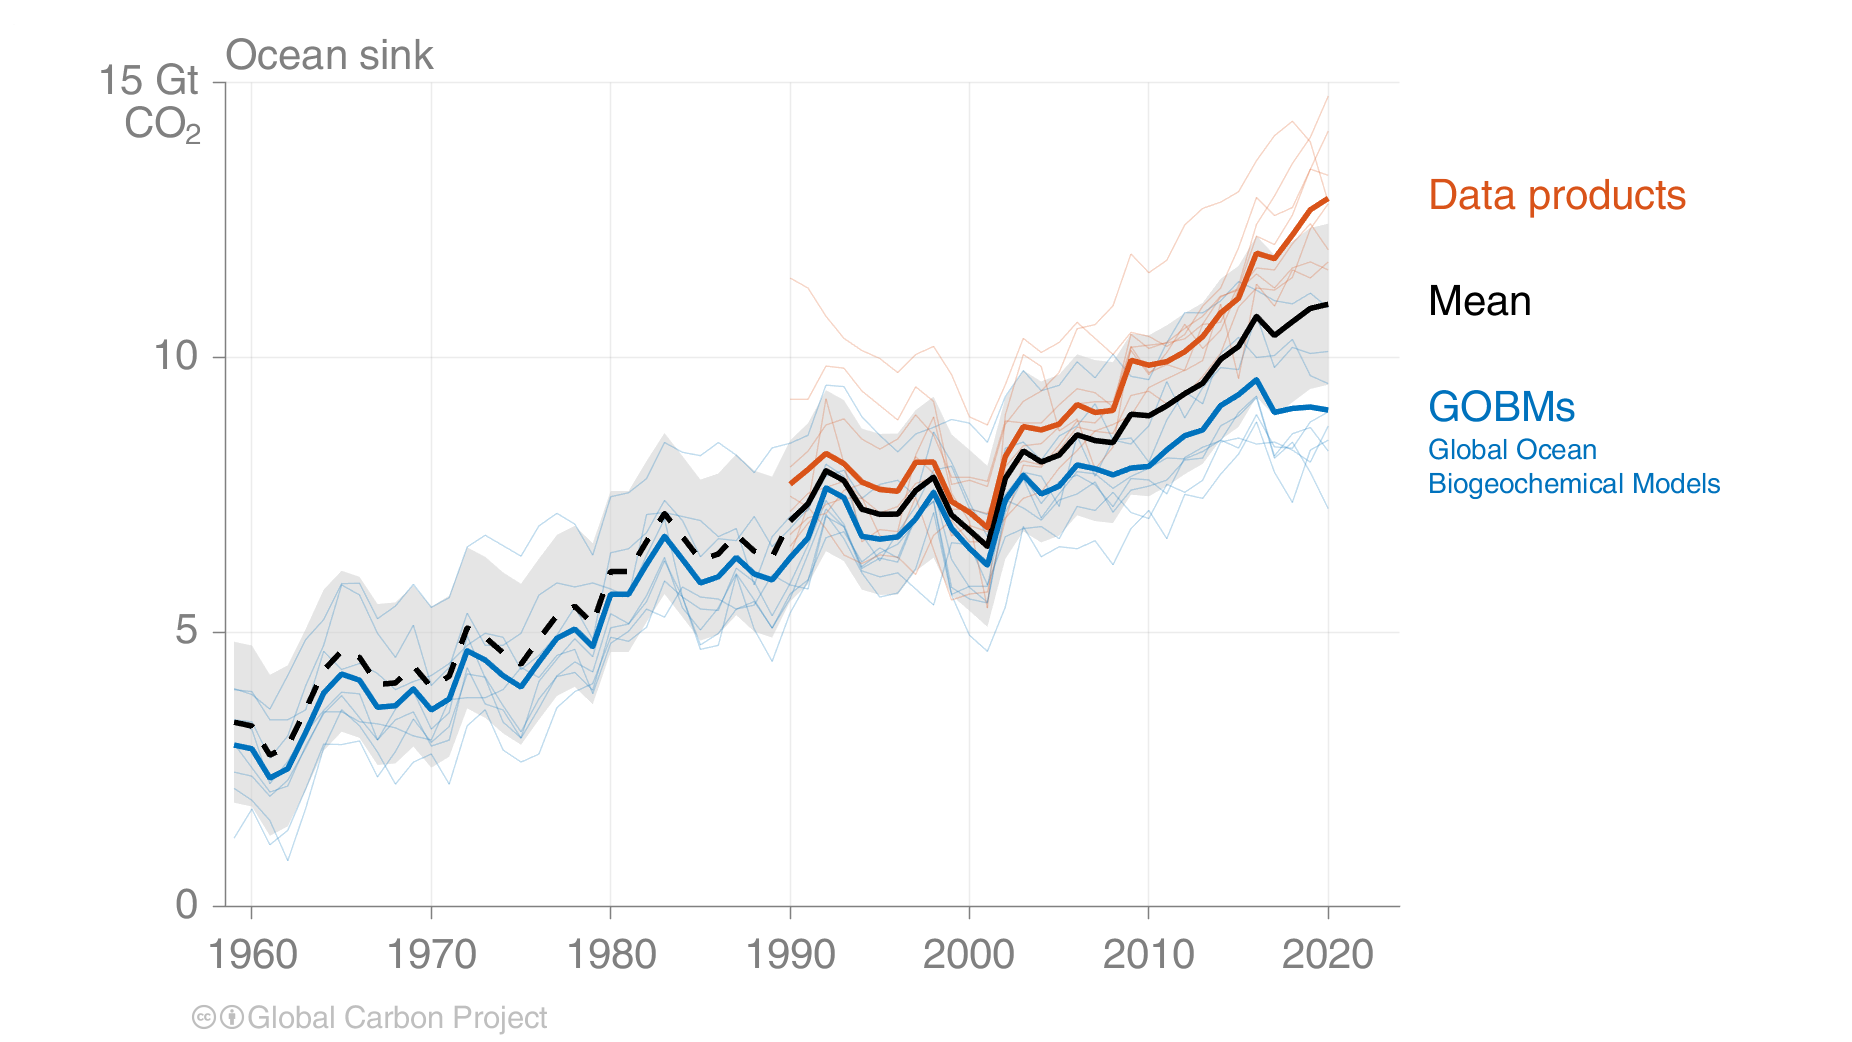 Ocean sink
15 Gt
CO₂
10
5
0
1960 1970 1980 1990 2000 2010 2020
Data products
Mean
GOBMs
Global Ocean
Biogeochemical Models
cc Global Carbon Project